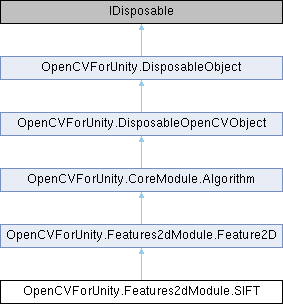 IDisposable
OpenCVForUnity.DisposableObject
OpenCVForUnity.DisposableOpenCVObject
OpenCVForUnity.CoreModule.Algorithm
OpenCVForUnity.Features2dModule.Feature2D
OpenCVForUnity.Features2dModule.SIFT